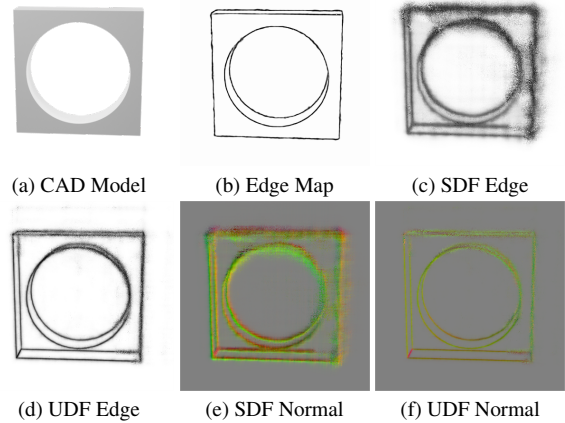 (a) CAD Model (b) Edge Map (c) SDF Edge
(d) UDF Edge (e) SDF Normal (f) UDF Normal